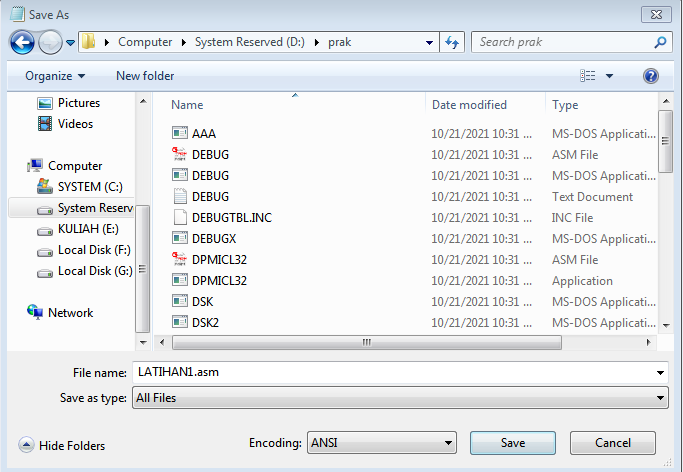 Save As
Computer System Reserved (D:) prak
Search prak
Organize New folder
Pictures
Videos
Computer
SYSTEM (C:)
System Reserv
KULIAH (E:)
Local Disk (F:)
Local Disk (G:)
Network
Name Date modified Type
AAA 10/21/2021 10:31 ... MS-DOS Applicati...
DEBUG 10/21/2021 10:31 ... ASM File
DEBUG 10/21/2021 10:31 ... MS-DOS Applicati...
DEBUG 10/21/2021 10:31 ... Text Document
DEBUGTBL.INC 10/21/2021 10:31 ... INC File
DEBUGX 10/21/2021 10:31 ... MS-DOS Applicati...
DPMICL32 10/21/2021 10:31 ... ASM File
DPMICL32 10/21/2021 10:31 ... Application
DSK 10/21/2021 10:31 ... MS-DOS Applicati...
DSK2 10/21/2021 10:31 ... MS-DOS Applicati...
File name: LATIHAN1.asm
Save as type: All Files
Hide Folders
Encoding: ANSI
Save
Cancel